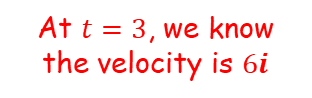 At t = 3, we know
the velocity is 6i